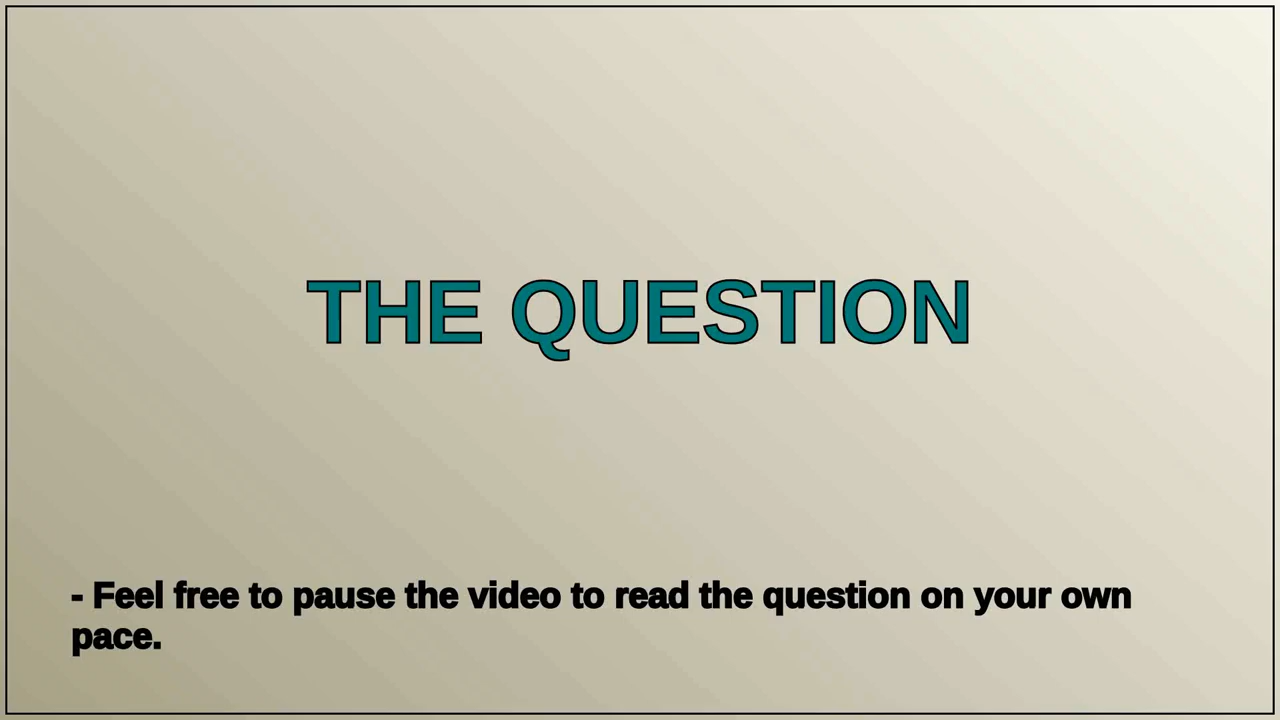 THE QUESTION
- Feel free to pause the video to read the question on your own
pace.